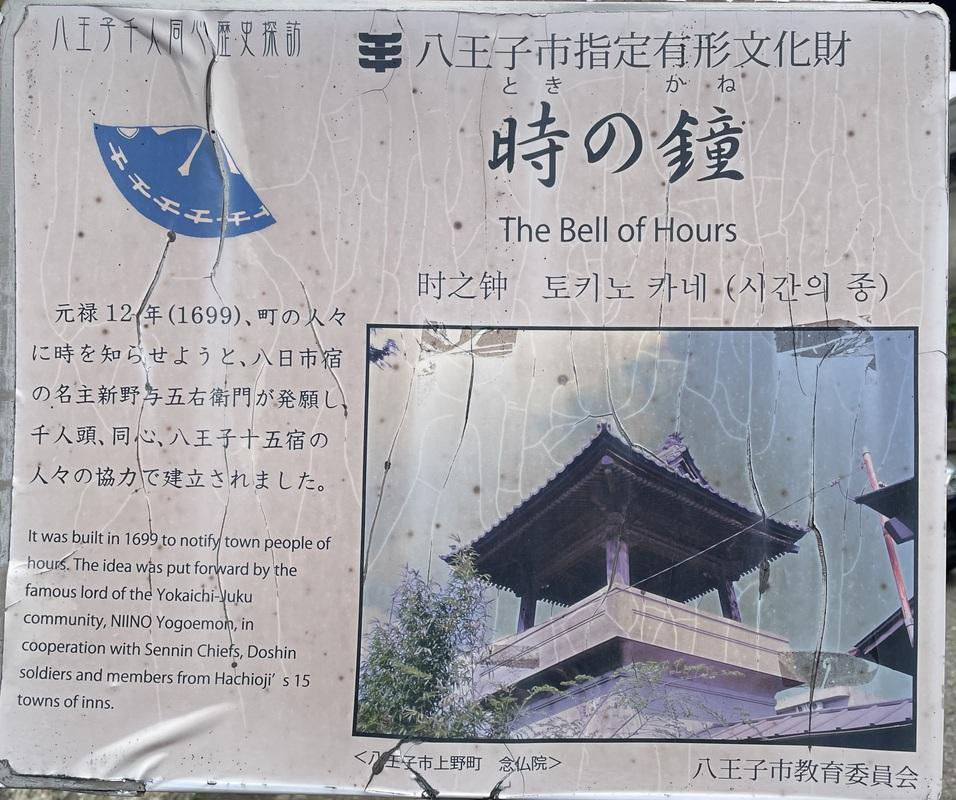 八王子千人同心歴史探訪
八王子市指定有形文化財
とき かね
時の鐘
The Bell of Hours
时之钟 토키노 카네 (시간의 종)
元禄12年(1699)、町の人々
に時を知らせようと、八日市宿
の名主新野与五右衛門が発願し、
千人頭、同心、八王子十五宿の
人々の協力で建立されました。
It was built in 1699 to notify town people of
hours. The idea was put forward by the
famous lord of the Yokaichi-Juku
community, NIINO Yogoemon, in
cooperation with Sennin Chiefs, Doshin
soldiers and members from Hachioji's 15
towns of inns.
<八王子市上野町 念仏院>
八王子市教育委員会